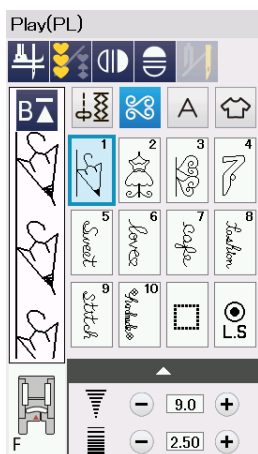 Play(PL)
B A
1 2 3 4
5 6 7 8
Sweet Love Cafe Fashion
9 10
Stitch Handmade
L.S
9.0
F 2.50